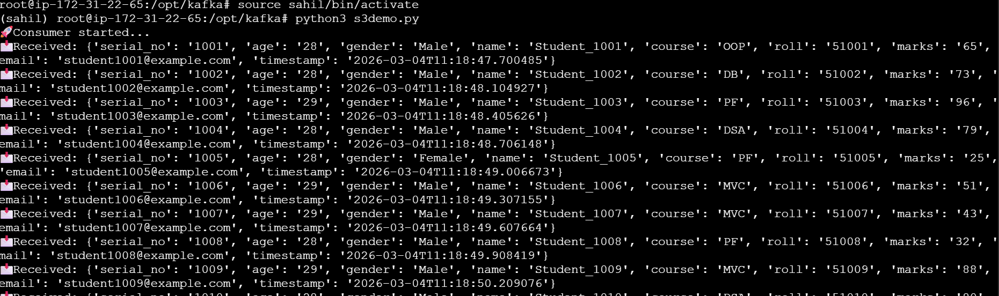 root@ip-172-31-22-65:/opt/kafka# source sahil/bin/activate
(sahil) root@ip-172-31-22-65:/opt/kafka# python3 s3demo.py
🚀Consumer started...
📩Received: {'serial_no': '1001', 'age': '28', 'gender': 'Male', 'name': 'Student_1001', 'course': 'OOP', 'roll': '51001', 'marks': '65',
email': 'student1001@example.com', 'timestamp': '2026-03-04T11:18:47.700485'}
📩Received: {'serial_no': '1002', 'age': '28', 'gender': 'Male', 'name': 'Student_1002', 'course': 'DB', 'roll': '51002', 'marks': '73', '
mail': 'student1002@example.com', 'timestamp': '2026-03-04T11:18:48.104927'}
📩Received: {'serial_no': '1003', 'age': '29', 'gender': 'Male', 'name': 'Student_1003', 'course': 'PF', 'roll': '51003', 'marks': '96', '
mail': 'student1003@example.com', 'timestamp': '2026-03-04T11:18:48.405626'}
📩Received: {'serial_no': '1004', 'age': '28', 'gender': 'Male', 'name': 'Student_1004', 'course': 'DSA', 'roll': '51004', 'marks': '79',
email': 'student1004@example.com', 'timestamp': '2026-03-04T11:18:48.706148'}
📩Received: {'serial_no': '1005', 'age': '28', 'gender': 'Female', 'name': 'Student_1005', 'course': 'PF', 'roll': '51005', 'marks': '25',
'email': 'student1005@example.com', 'timestamp': '2026-03-04T11:18:49.006673'}
📩Received: {'serial_no': '1006', 'age': '29', 'gender': 'Male', 'name': 'Student_1006', 'course': 'MVC', 'roll': '51006', 'marks': '51',
email': 'student1006@example.com', 'timestamp': '2026-03-04T11:18:49.307155'}
📩Received: {'serial_no': '1007', 'age': '29', 'gender': 'Male', 'name': 'Student_1007', 'course': 'MVC', 'roll': '51007', 'marks': '43',
email': 'student1007@example.com', 'timestamp': '2026-03-04T11:18:49.607664'}
📩Received: {'serial_no': '1008', 'age': '28', 'gender': 'Male', 'name': 'Student_1008', 'course': 'PF', 'roll': '51008', 'marks': '32', '
mail': 'student1008@example.com', 'timestamp': '2026-03-04T11:18:49.908419'}
📩Received: {'serial_no': '1009', 'age': '29', 'gender': 'Male', 'name': 'Student_1009', 'course': 'MVC', 'roll': '51009', 'marks': '88',
email': 'student1009@example.com', 'timestamp': '2026-03-04T11:18:50.209076'}